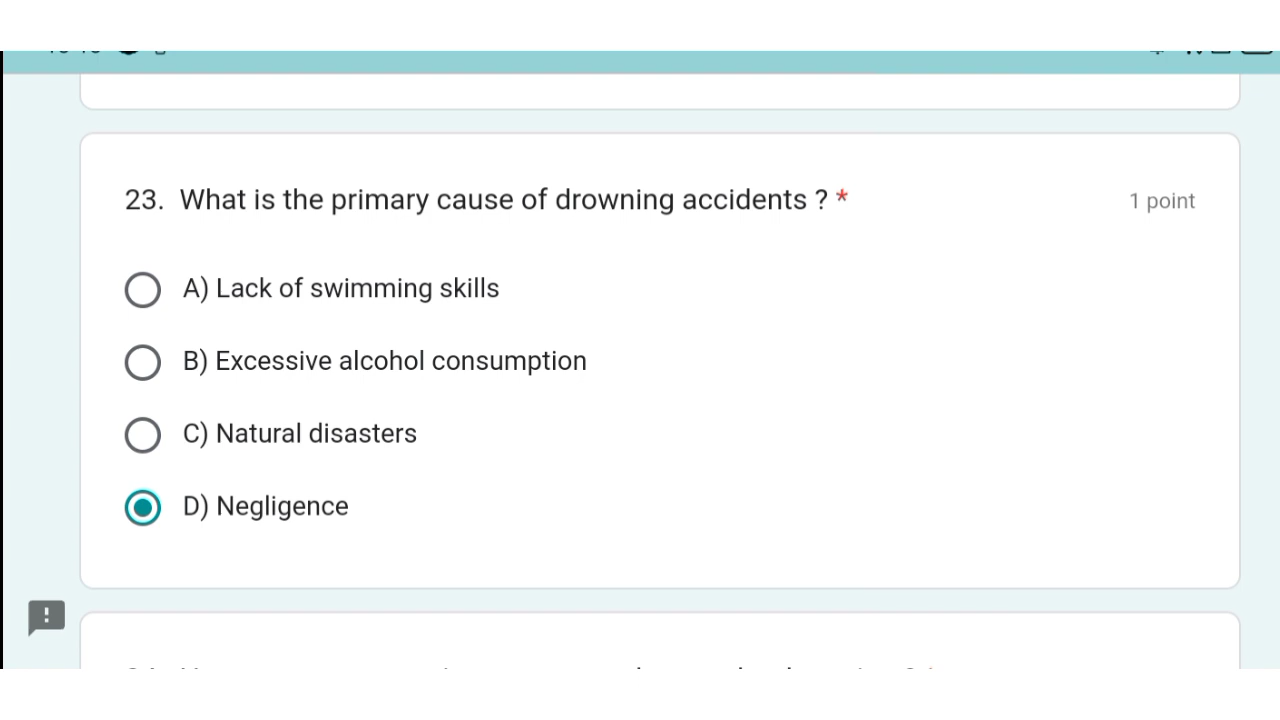 23. What is the primary cause of drowning accidents ? *
1 point
A) Lack of swimming skills
B) Excessive alcohol consumption
C) Natural disasters
D) Negligence